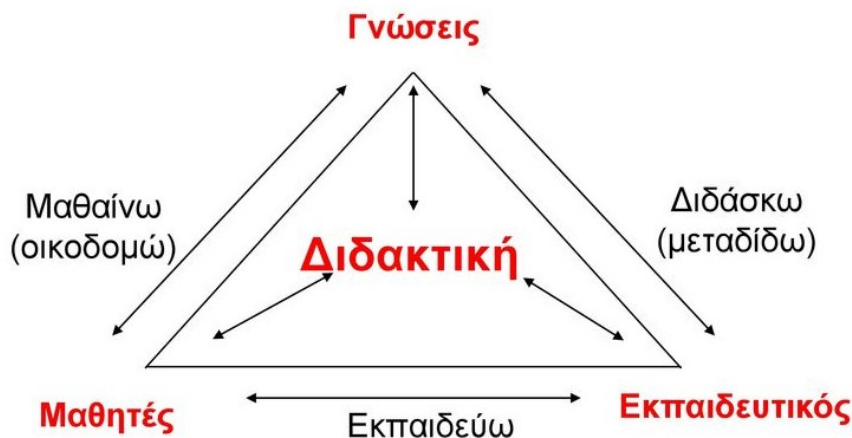 Γνώσεις
Μαθαίνω
(οικοδομώ)
Διδάσκω
(μεταδίδω)
Διδακτική
Μαθητές
Εκπαιδεύω
Εκπαιδευτικός